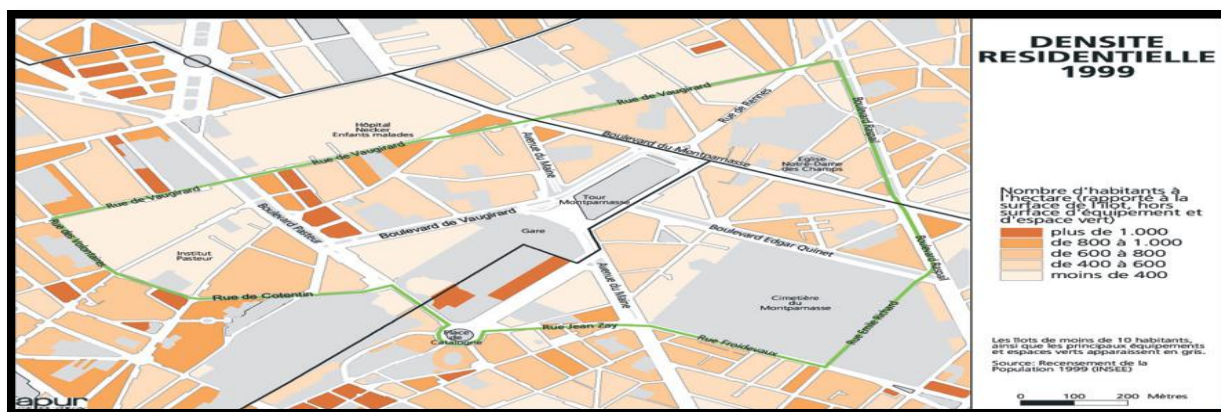 DENSITE
RESIDENTIELLE
1999
Nombre d'habitants à
l'hectare (rapporté à la
surface de l'îlot, hors
surface d'équipement et
d'espace vert)
plus de 1.000
de 800 à 1.000
de 600 à 800
de 400 à 600
moins de 400
Les îlots de moins de 10 habitants,
ainsi que les principaux équipements
et espaces verts apparaissent en gris.
Source: Recensement de la
Population 1999 (INSEE)
0 100 200 Mètres
Rue de Vaugirard
Rue de Rennes
Boulevard Raspail
Hôpital
Necker
Enfants malades
Avenue du Maine
Boulevard du Montparnasse
Rue de Vaugirard
Eglise
Notre-Dame
des Champs
Rue de Vaugirard
Tour
Montparnasse
Boulevard de Vaugirard
Boulevard Pasteur
Gare
Boulevard Edgar Quinet
Boulevard Raspail
Rue des Volontaires
Institut
Pasteur
Avenue du Maine
Rue de Cotentin
Cimetière
du
Montparnasse
Rue Emile Richard
Place
de
Catalogne
Rue Jean-Zay
Rue Froidevaux
apur